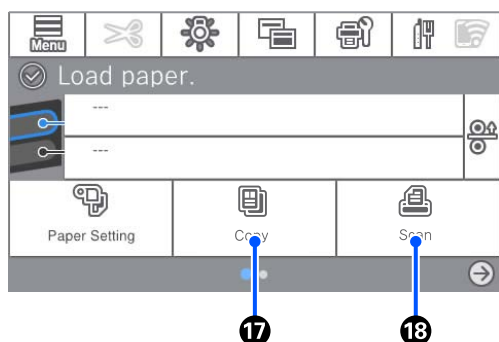 Menu
Load paper.
---
---
Paper Setting
Copy
Scan
17
18